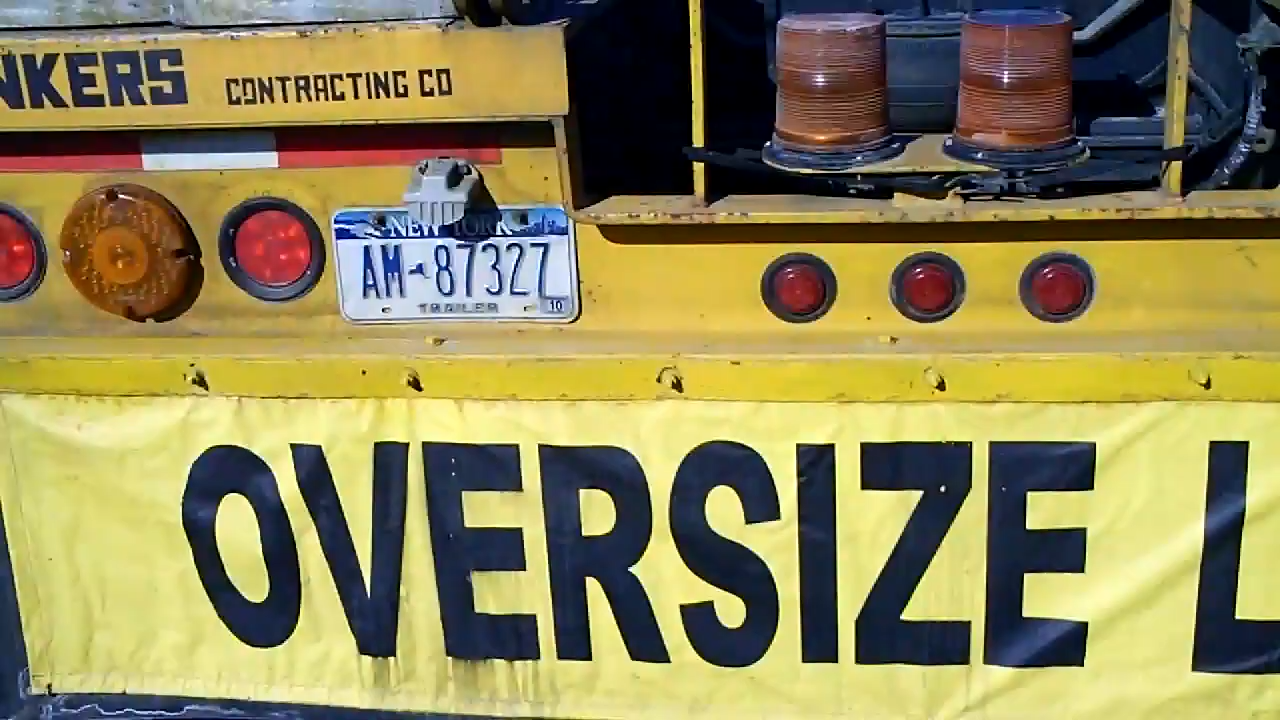 NKERS CONTRACTING CO
NEW YORK
AM-87327
TRAILER 10
OVERSIZE L